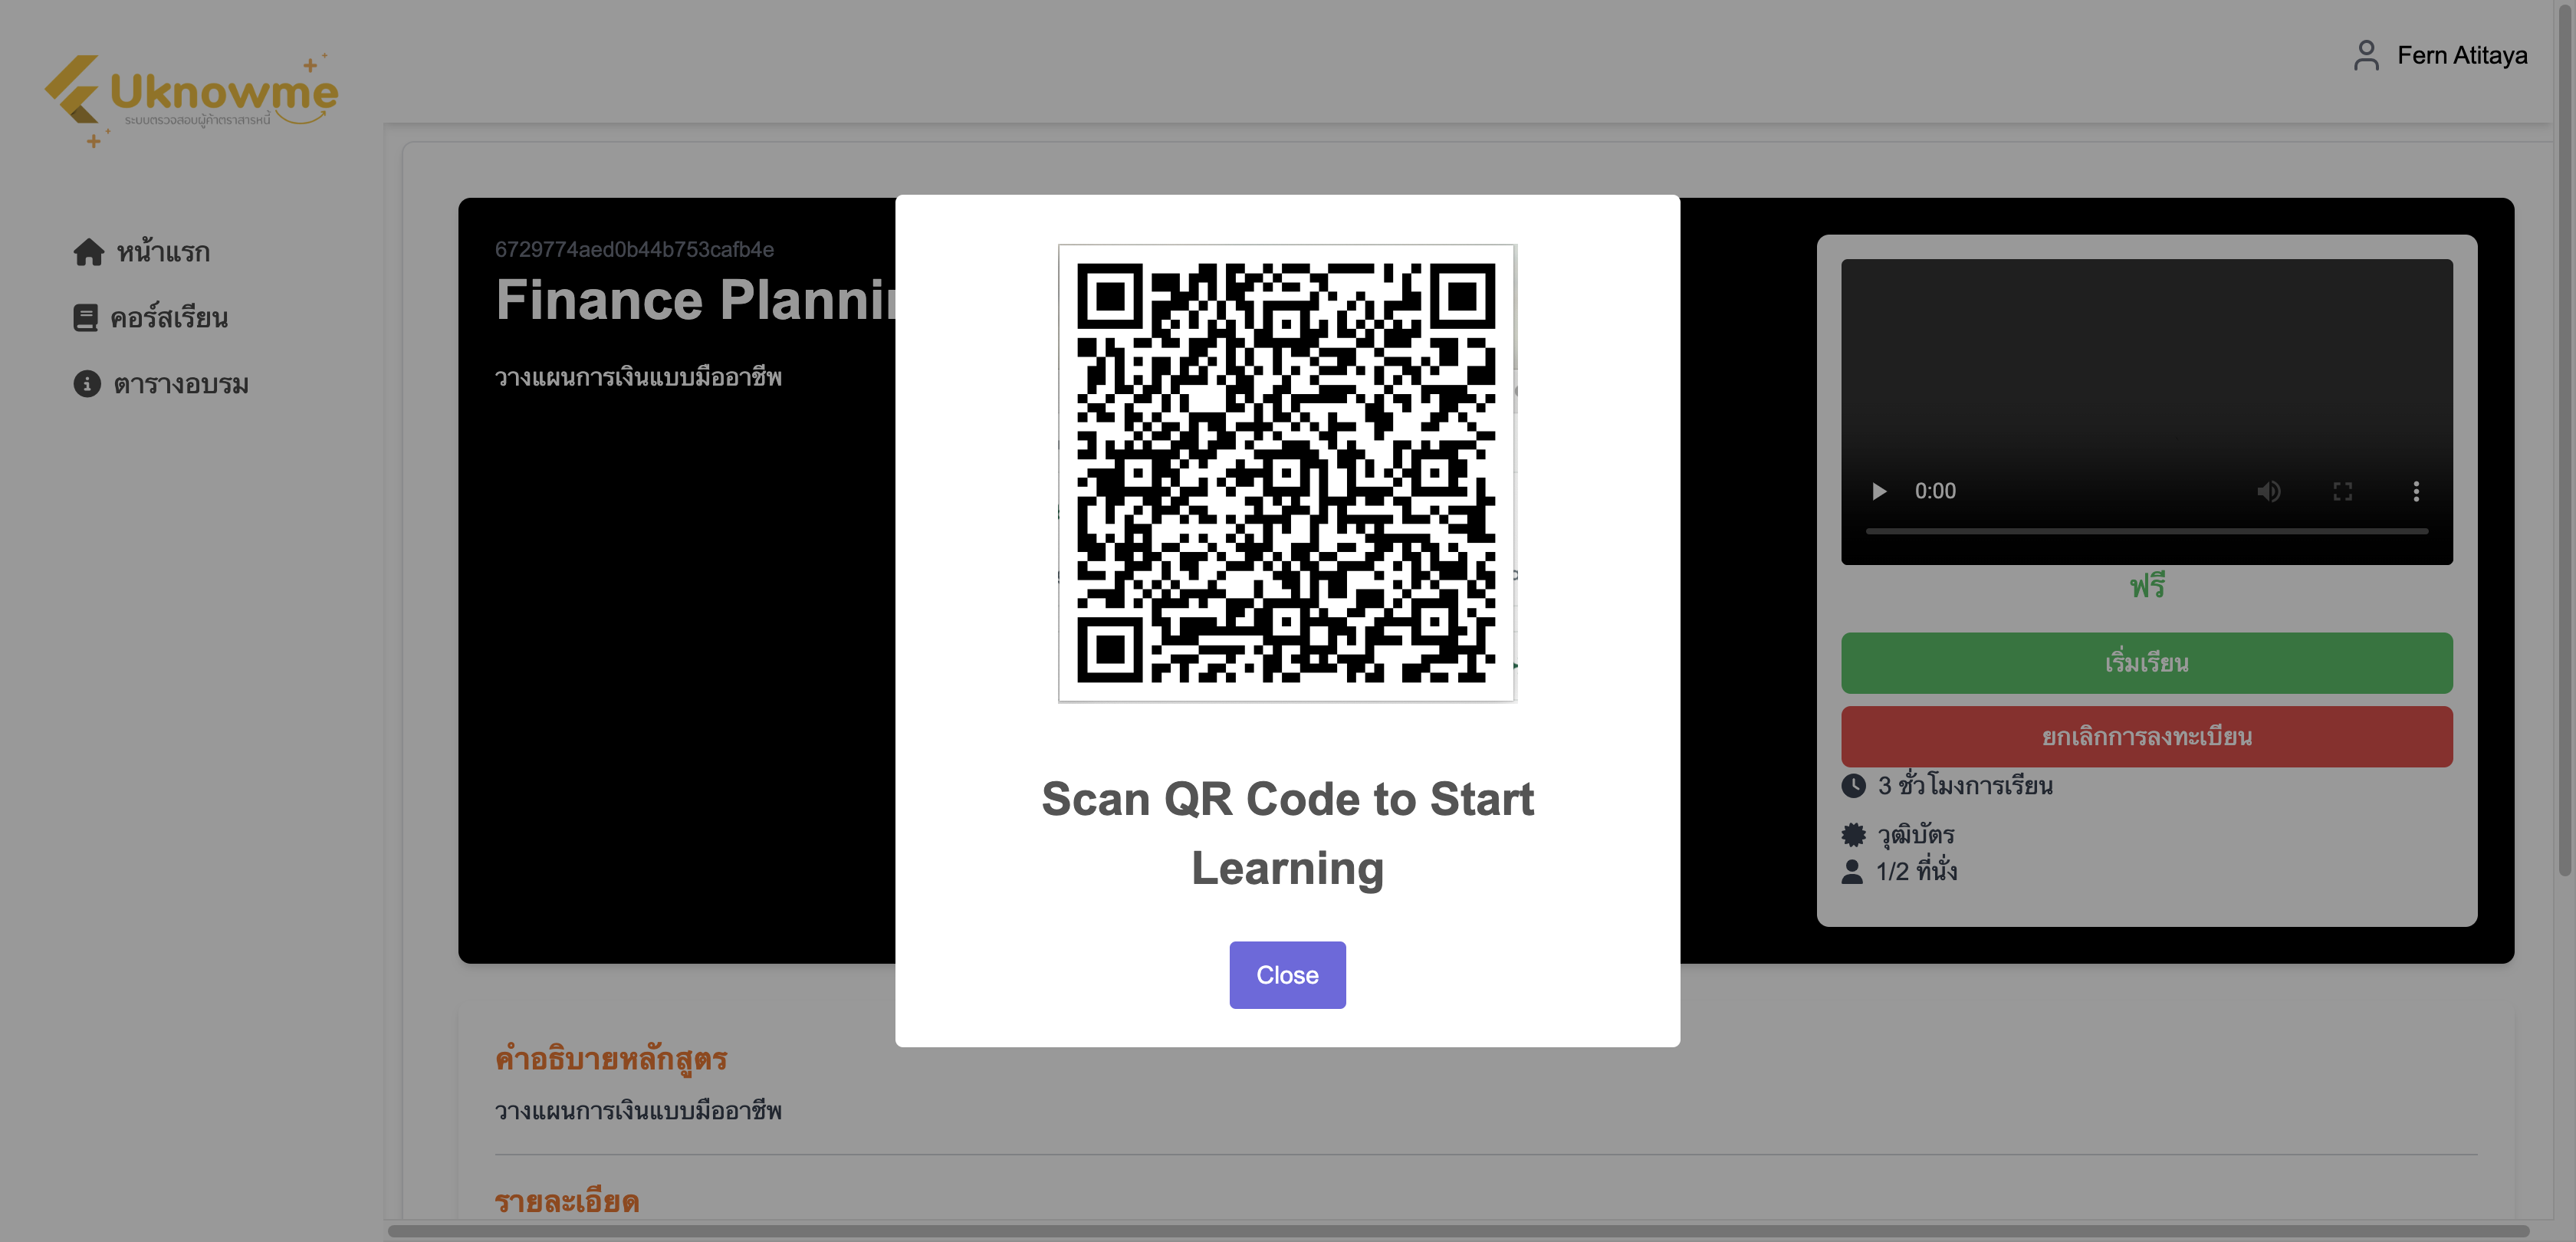 Uknowme
ระบบตรวจสอบผู้ค้าตราสารหนี้
Fern Atitaya
หน้าแรก
คอร์สเรียน
ตารางอบรม
6729774aed0b44b753cafb4e
Finance Plannin
วางแผนการเงินแบบมืออาชีพ
0:00
ฟรี
เริ่มเรียน
ยกเลิกการลงทะเบียน
3 ชั่วโมงการเรียน
วุฒิบัตร
1/2 ที่นั่ง
Scan QR Code to Start
Learning
Close
คำอธิบายหลักสูตร
วางแผนการเงินแบบมืออาชีพ
รายละเอียด